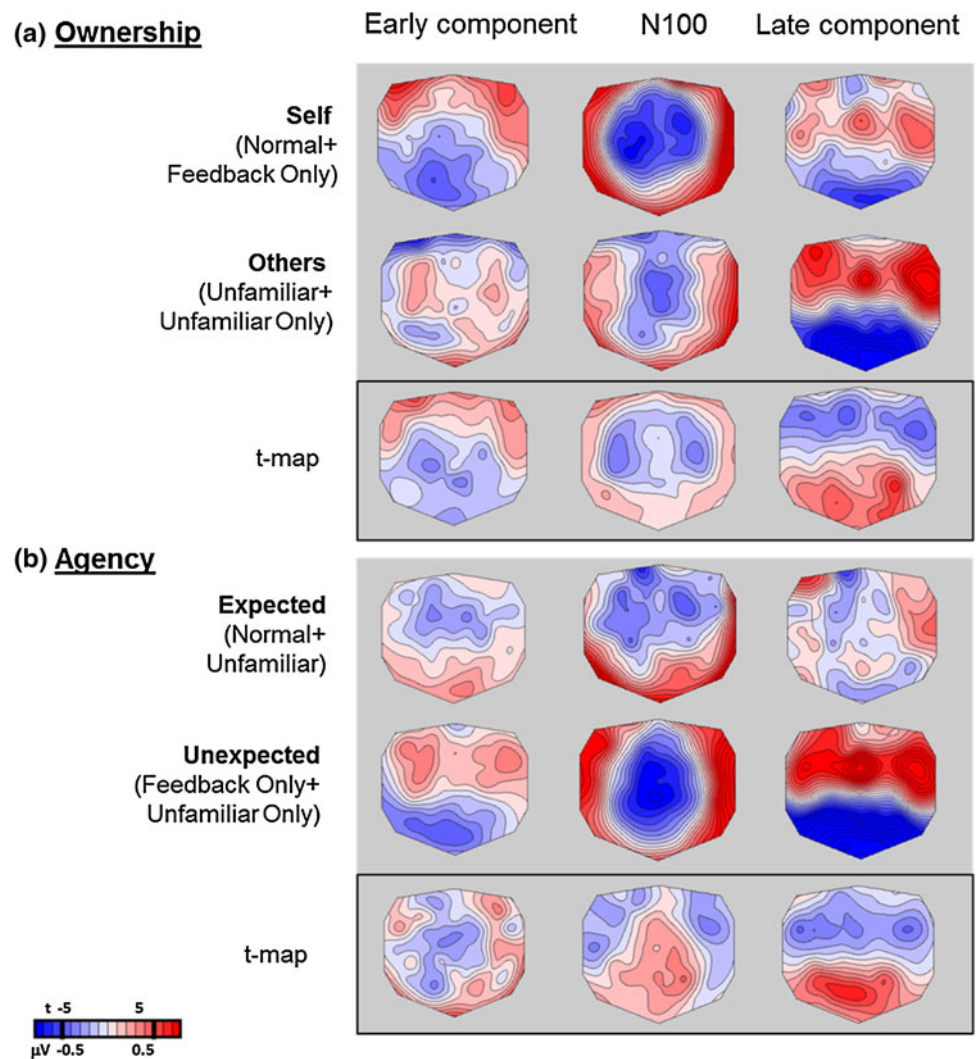 (a) Ownership
Early component N100 Late component
Self
(Normal+
Feedback Only)
Others
(Unfamiliar+
Unfamiliar Only)
t-map
(b) Agency
Expected
(Normal+
Unfamiliar)
Unexpected
(Feedback Only+
Unfamiliar Only)
t-map
t -5 5
μV -0.5 0.5